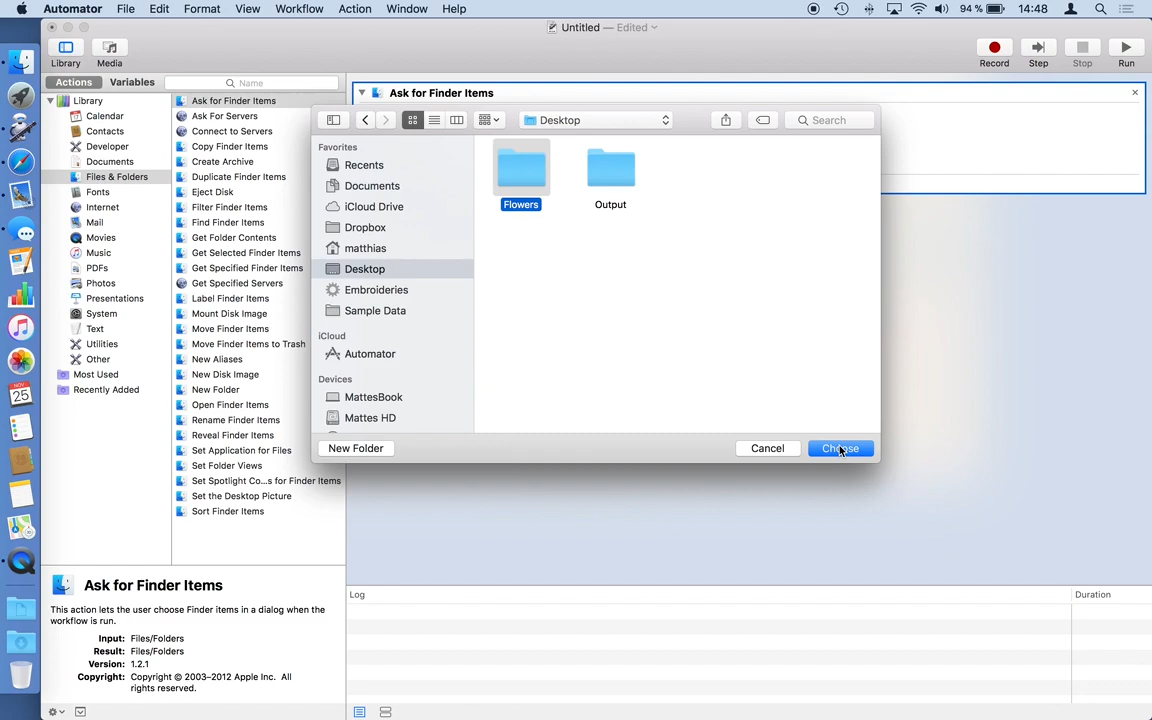 Automator File Edit Format View Workflow Action Window Help 94 % 14:48
Untitled — Edited
Library Media Record Step Stop Run
Actions Variables Name
Library
Calendar
Contacts
Developer
Documents
Files & Folders
Fonts
Internet
Mail
Movies
Music
PDFs
Photos
Presentations
System
Text
Utilities
Other
Most Used
Recently Added
Ask for Finder Items
Ask For Servers
Connect to Servers
Copy Finder Items
Create Archive
Duplicate Finder Items
Eject Disk
Filter Finder Items
Find Finder Items
Get Folder Contents
Get Selected Finder Items
Get Specified Finder Items
Get Specified Servers
Label Finder Items
Mount Disk Image
Move Finder Items
Move Finder Items to Trash
New Aliases
New Disk Image
New Folder
Open Finder Items
Rename Finder Items
Reveal Finder Items
Set Application for Files
Set Folder Views
Set Spotlight Co...s for Finder Items
Set the Desktop Picture
Sort Finder Items
Ask for Finder Items
Desktop Search
Favorites
Recents
Documents
iCloud Drive
Dropbox
matthias
Desktop
Embroideries
Sample Data
iCloud
Automator
Devices
MattesBook
Mattes HD
Flowers Output
New Folder Cancel Choose
Ask for Finder Items
This action lets the user choose Finder items in a dialog when the
workflow is run.
Input: Files/Folders
Result: Files/Folders
Version: 1.2.1
Copyright: Copyright © 2003–2012 Apple Inc. All
rights reserved.
Log Duration
NOV
25